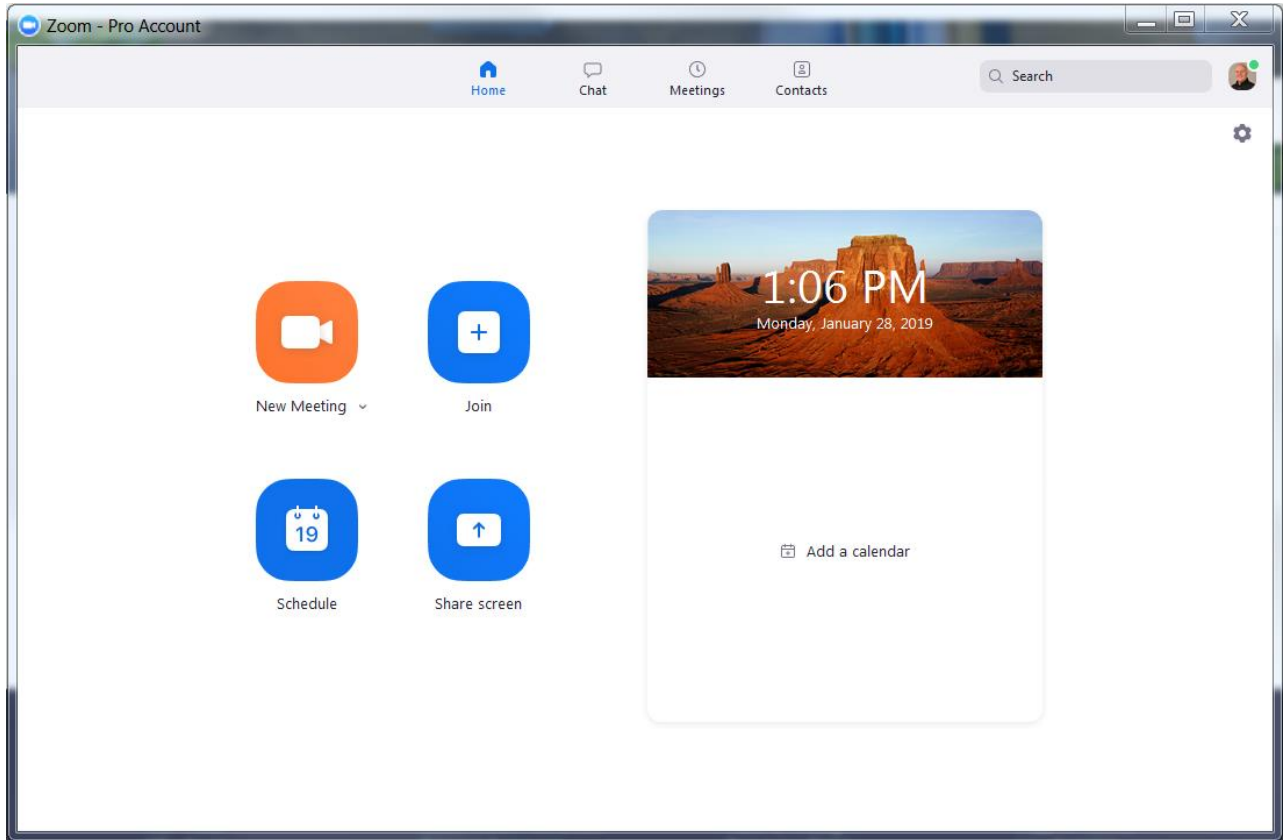 Zoom - Pro Account
Home
Chat
Meetings
Contacts
Search
1:06 PM
Monday, January 28, 2019
New Meeting
Join
19
Schedule
Share screen
Add a calendar